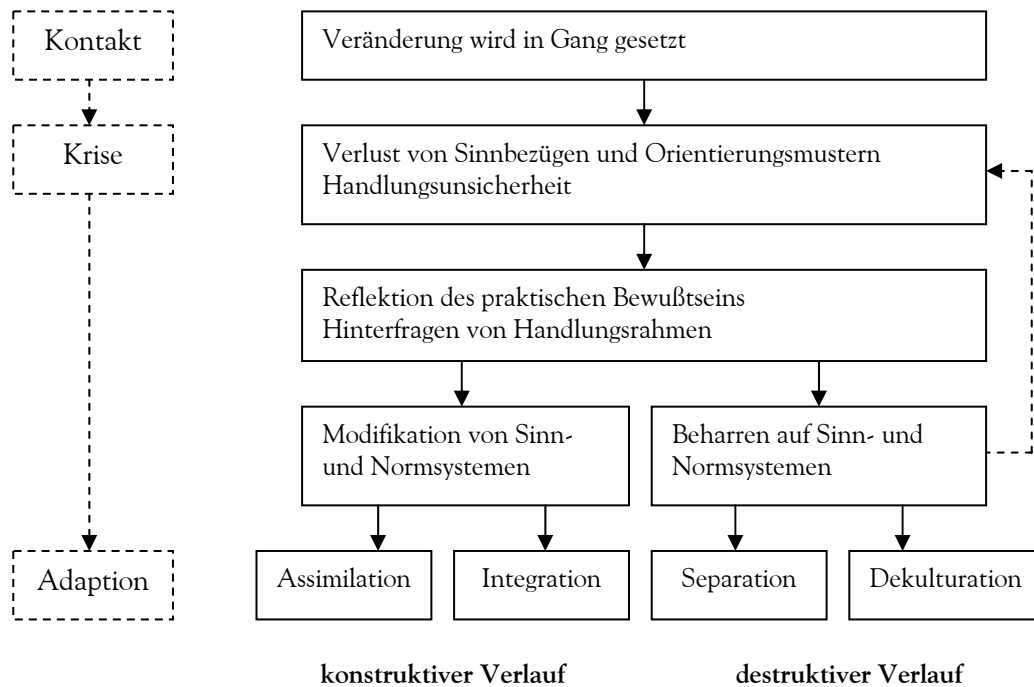 Kontakt
Veränderung wird in Gang gesetzt
Krise
Verlust von Sinnbezügen und Orientierungsmustern
Handlungsunsicherheit
Reflektion des praktischen Bewußtseins
Hinterfragen von Handlungsrahmen
Modifikation von Sinn-
und Normsystemen
Beharren auf Sinn- und
Normsystemen
Adaption
Assimilation
Integration
Separation
Dekulturation
konstruktiver Verlauf
destruktiver Verlauf